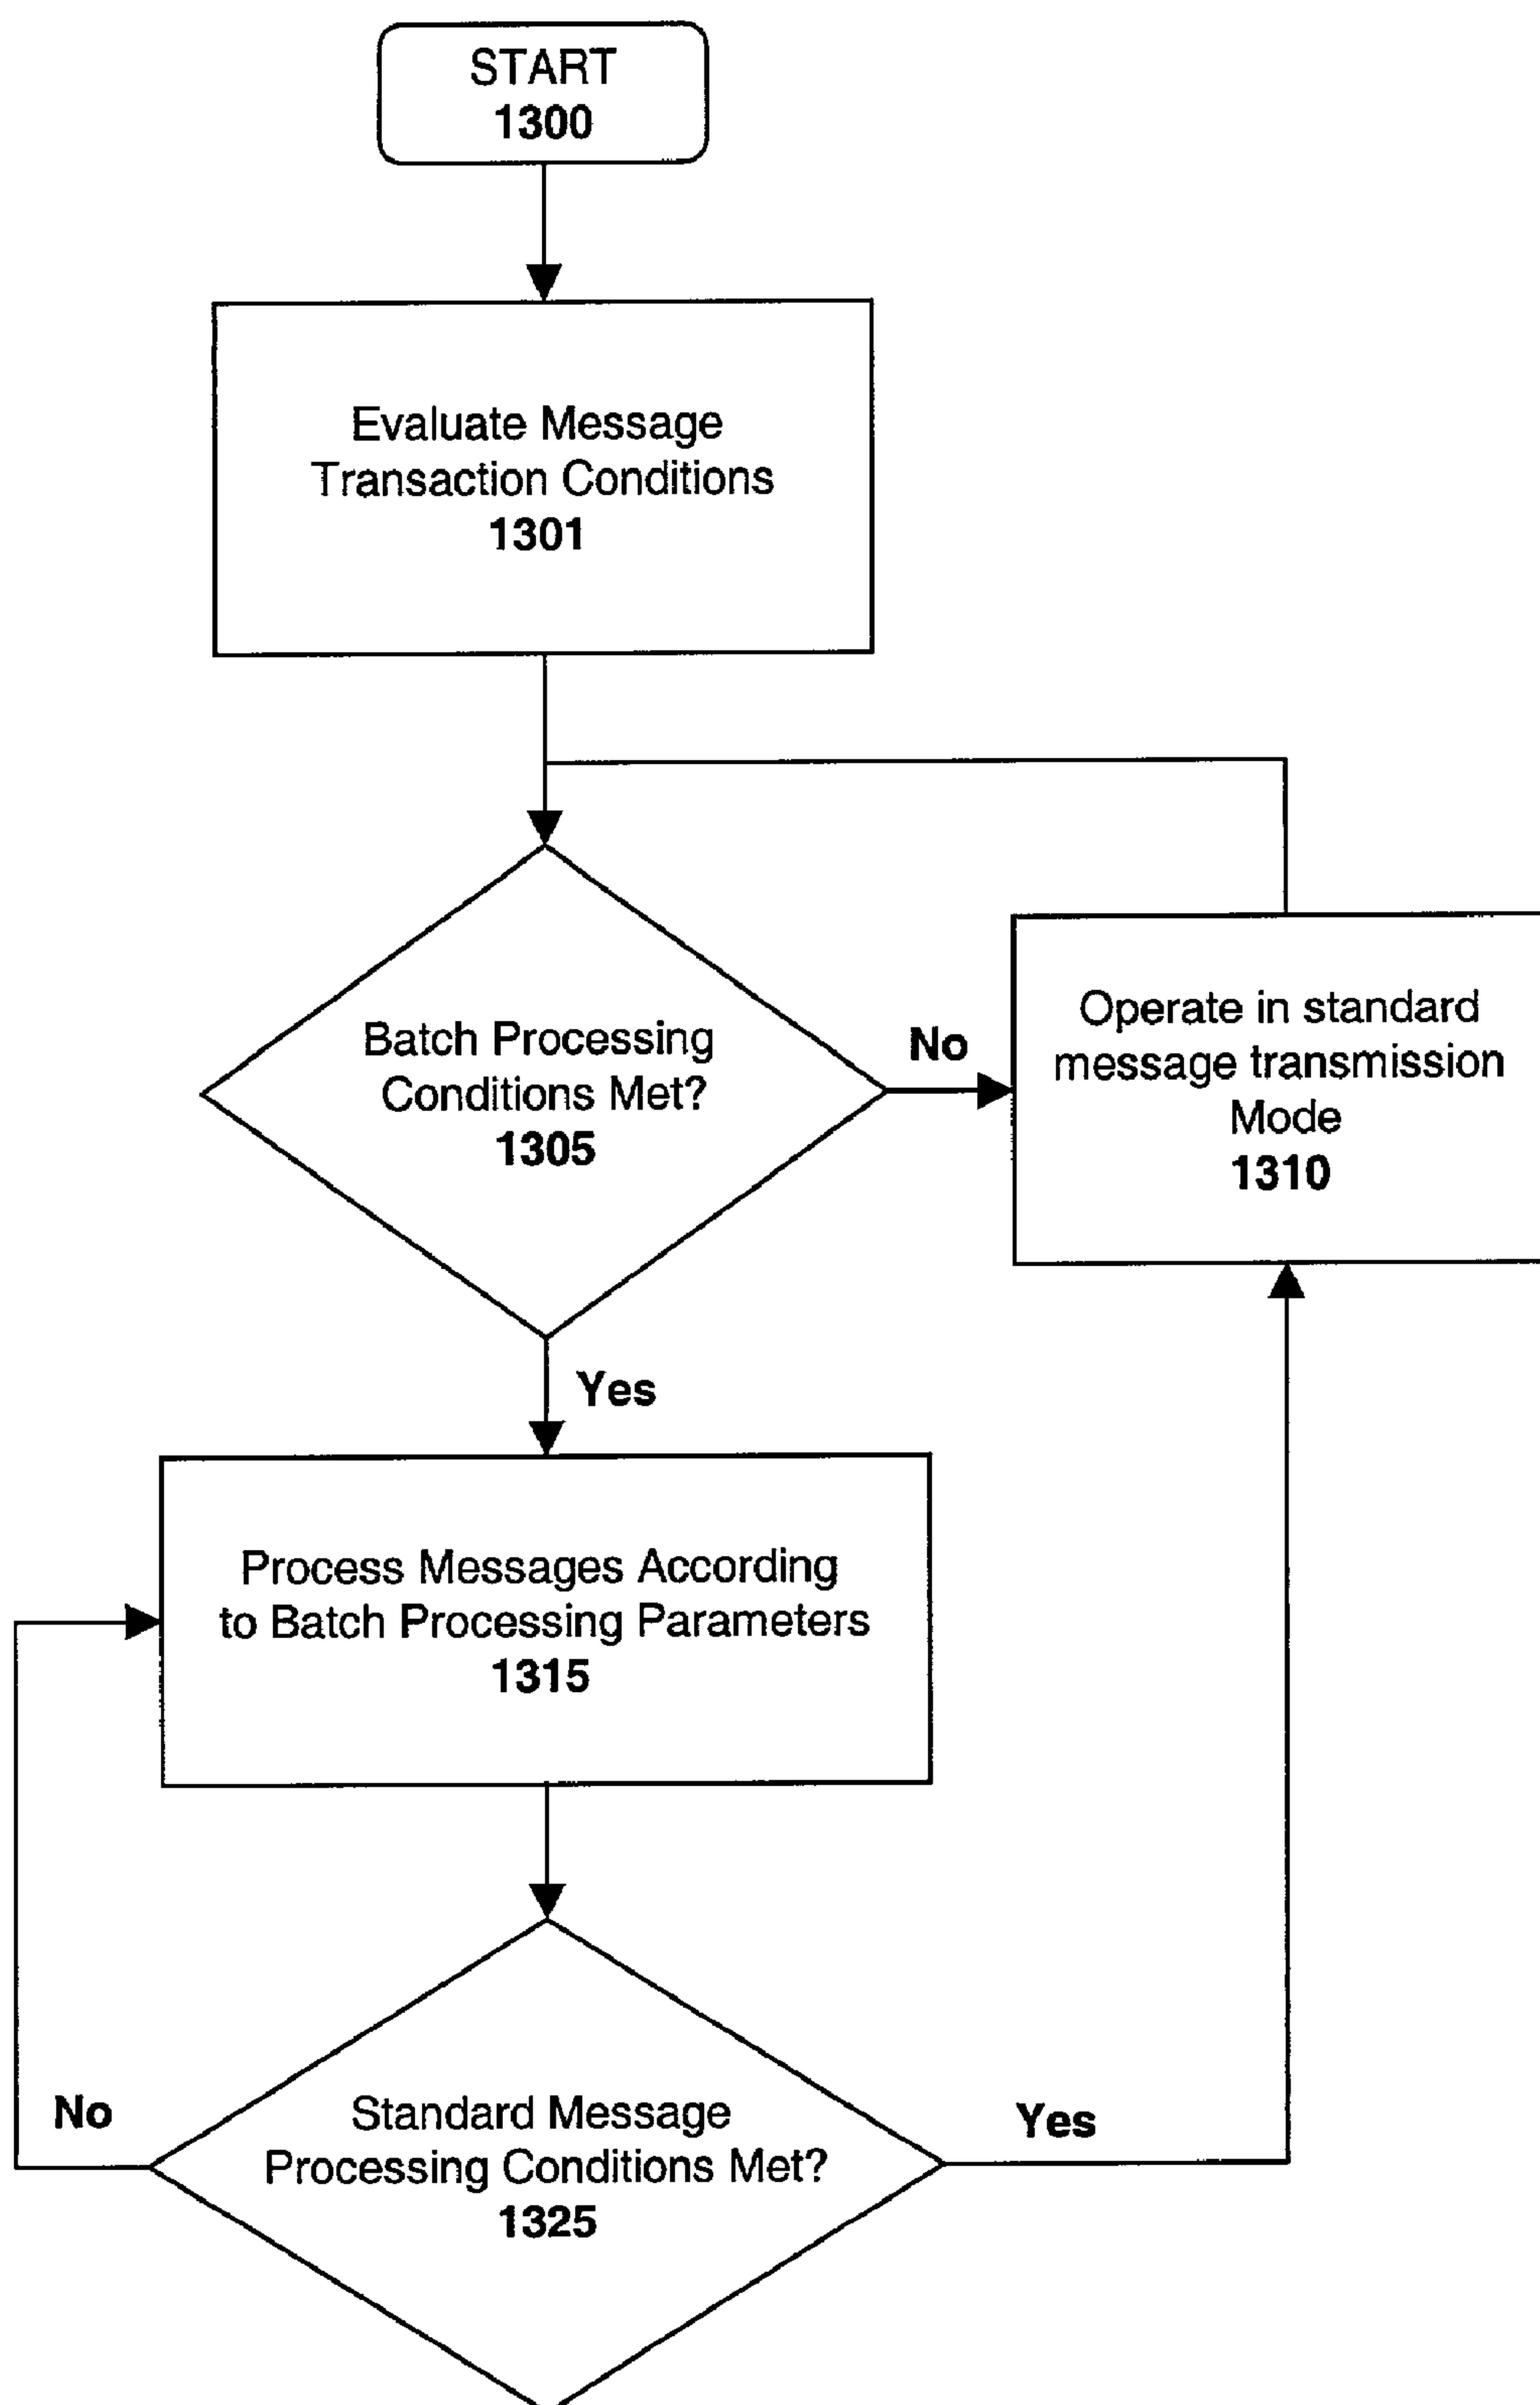 START
1300
Evaluate Message
Transaction Conditions
1301
Batch Processing
Conditions Met?
1305
No
Operate in standard
message transmission
Mode
1310
Yes
Process Messages According
to Batch Processing Parameters
1315
No
Standard Message
Processing Conditions Met?
1325
Yes